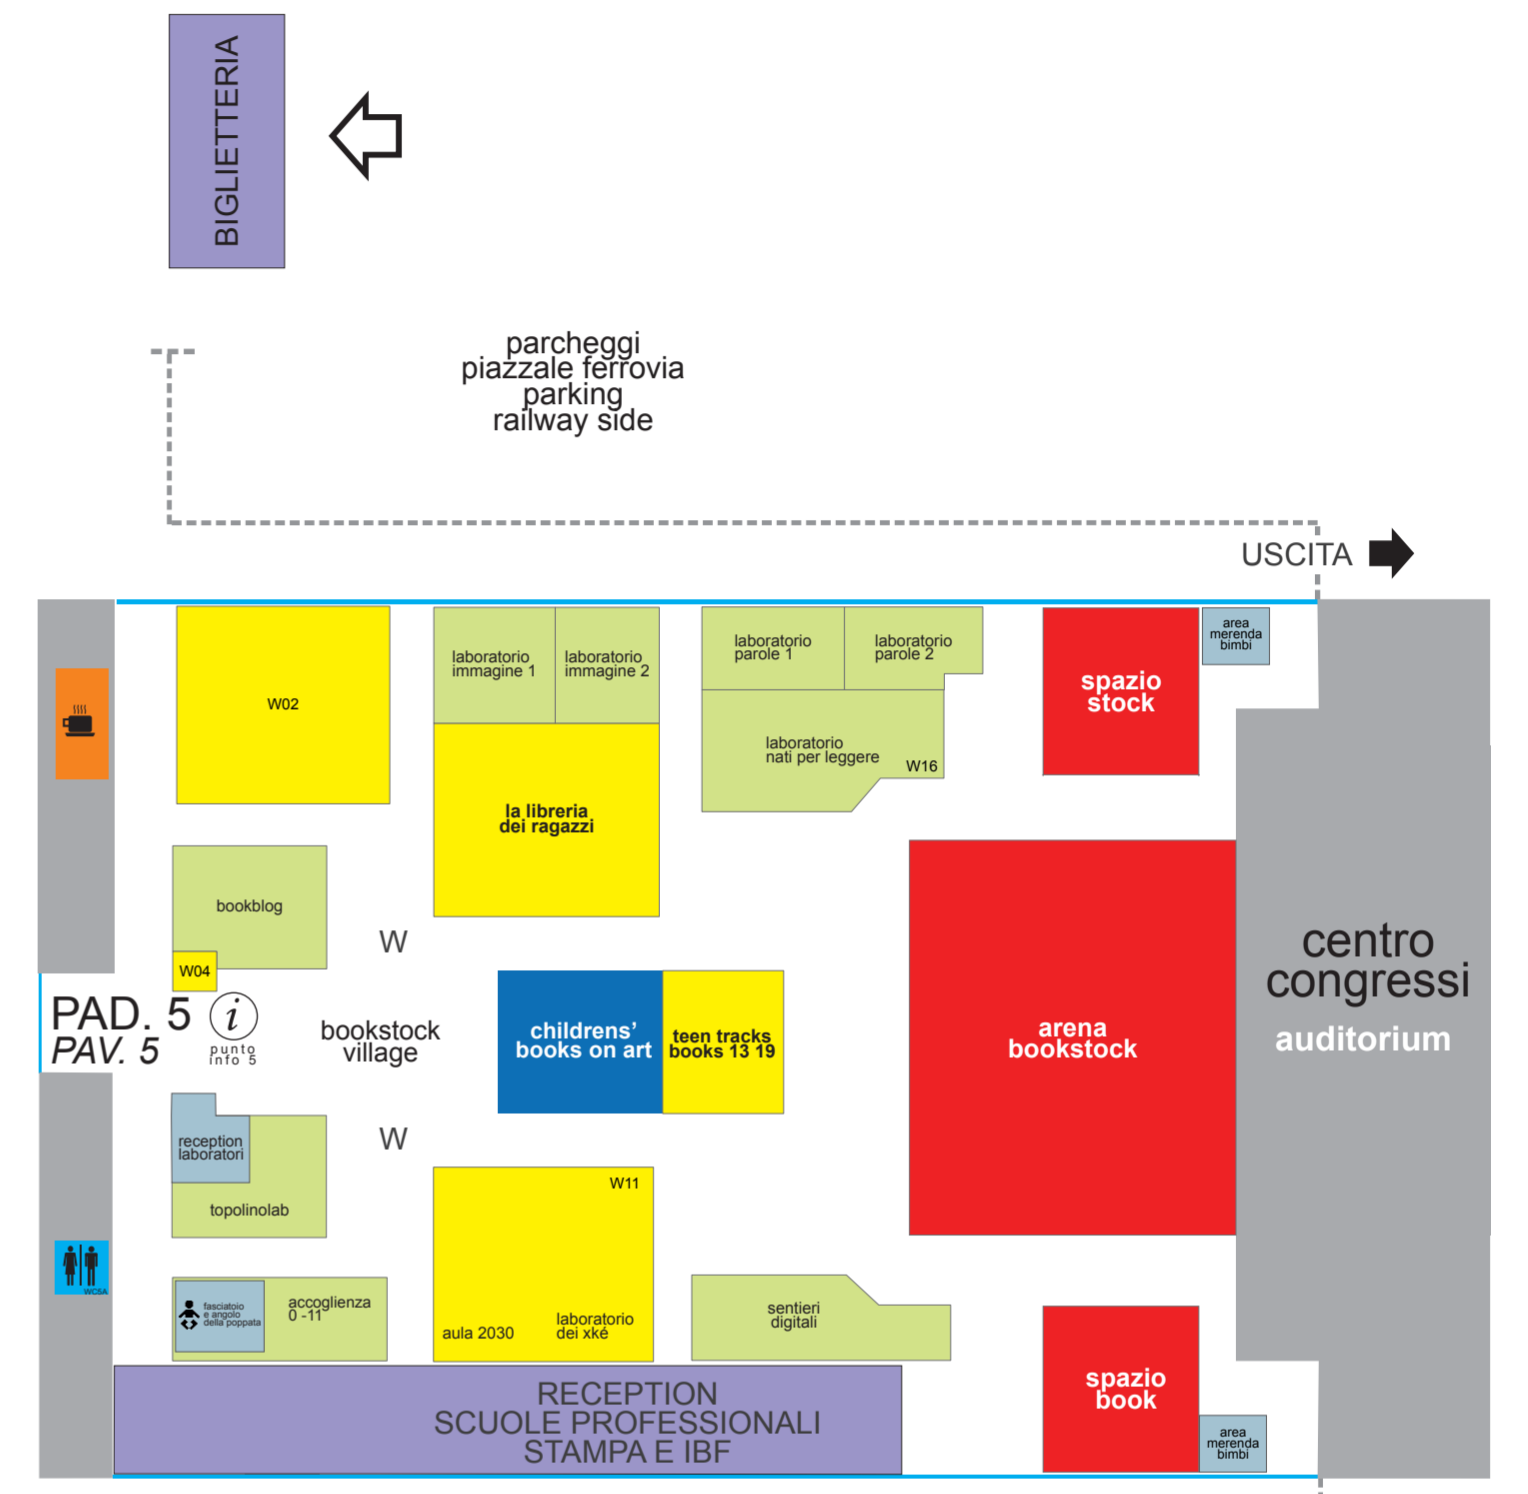 BIGLIETTERIA
parcheggi
piazzale ferrovia
parking
railway side
USCITA
W02
laboratorio
immagine 1
laboratorio
immagine 2
la libreria
dei ragazzi
laboratorio
parole 1
laboratorio
parole 2
laboratorio
nati per leggere
W16
spazio
stock
area
merenda
bimbi
bookblog
W04
W
PAD. 5
PAV. 5
i
punto
info 5
bookstock
village
childrens'
books on art
teen tracks
books 13 19
arena
bookstock
centro
congressi
auditorium
W
reception
laboratori
topolinolab
W11
aula 2030
laboratorio
dei xké
WC5A
fasciatoio
e angolo
della poppata
accoglienza
0 -11
sentieri
digitali
spazio
book
area
merenda
bimbi
RECEPTION
SCUOLE PROFESSIONALI
STAMPA E IBF